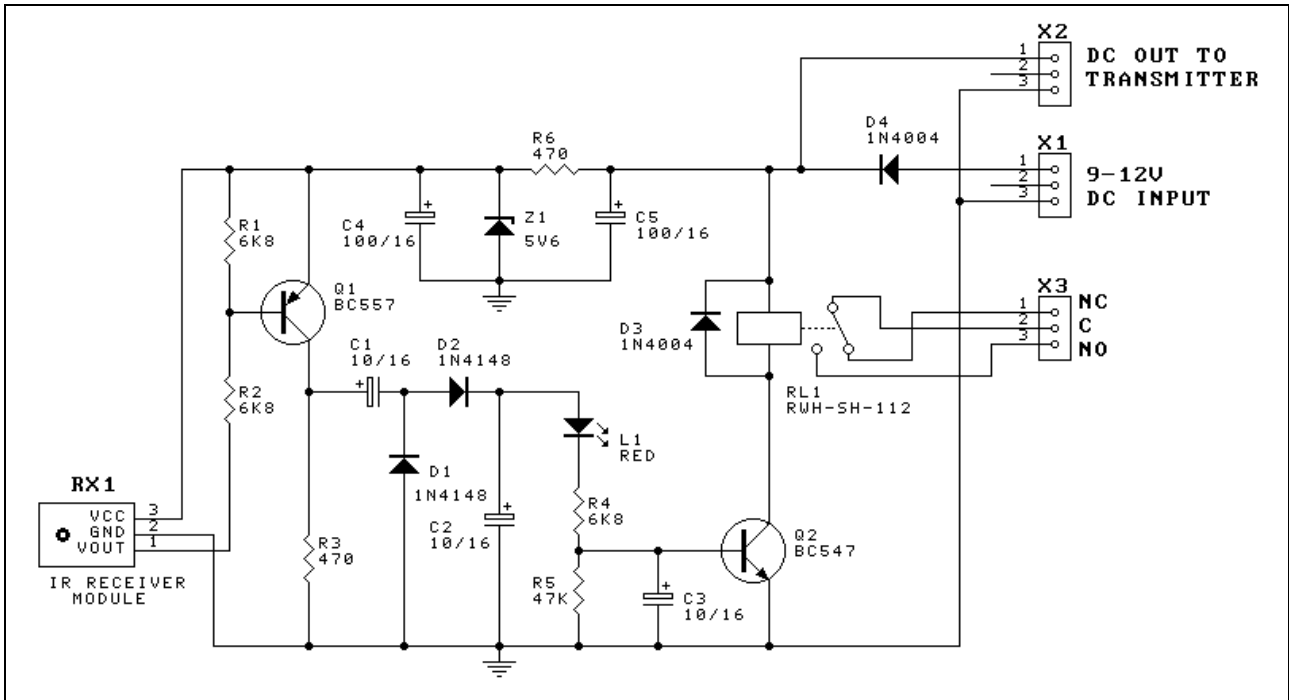 X2
1
2
3
DC OUT TO
TRANSMITTER
D4
1N4004
X1
1
2
3
9-12V
DC INPUT
R6
470
R1
6K8
C4
100/16
+
Z1
5V6
+
C5
100/16
Q1
BC557
X3
1
2
3
NC
C
NO
D3
1N4004
C1
10/16
+
D2
1N4148
R2
6K8
RL1
RWH-SH-112
L1
RED
D1
1N4148
RX1
VCC
GND
VOUT
3
2
1
IR RECEIVER
MODULE
R4
6K8
C2
10/16
+
Q2
BC547
R3
470
R5
47K
+
C3
10/16